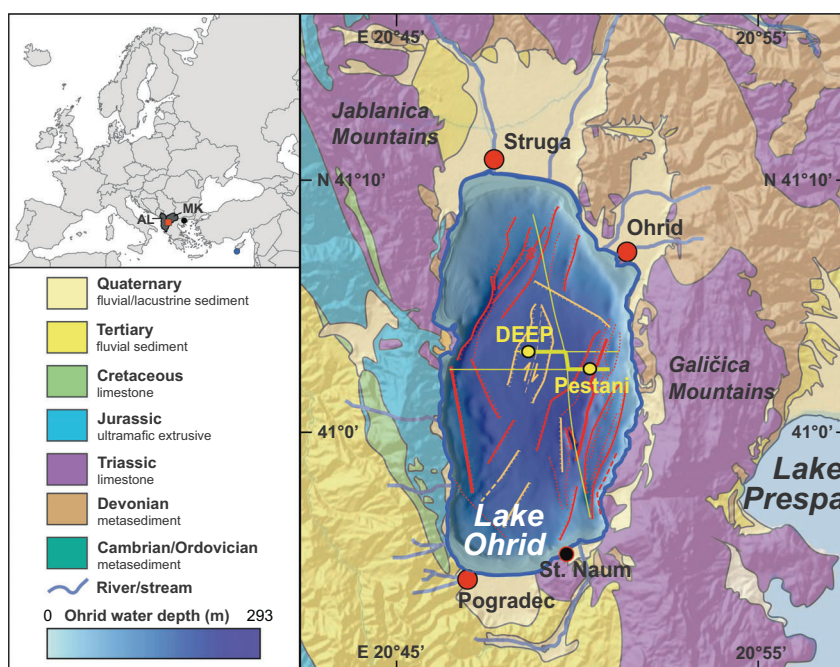 AL
MK
Quaternary
fluvial/lacustrine sediment
Tertiary
fluvial sediment
Cretaceous
limestone
Jurassic
ultramafic extrusive
Triassic
limestone
Devonian
metasediment
Cambrian/Ordovician
metasediment
River/stream
0 Ohrid water depth (m) 293
E 20°45’
20°55’
Jablanica
Mountains
Struga
N 41°10’
41°10’
Ohrid
DEEP
Pestani
Galičica
Mountains
41°0’
41°0’
Lake
Prespa
Lake
Ohrid
St. Naum
Pogradec
E 20°45’
20°55’